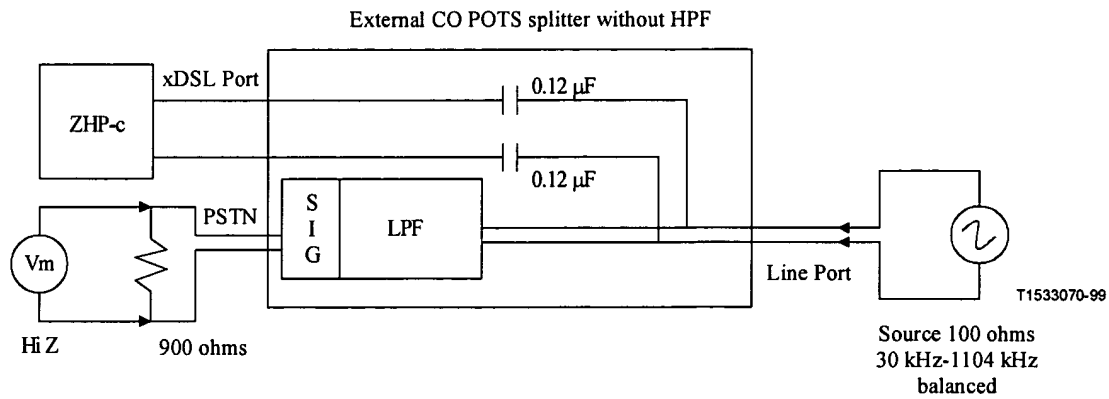 External CO POTS splitter without HPF
xDSL Port
0.12 µF
ZHP-c
0.12 µF
S
I
G
LPF
PSTN
Vm
Line Port
T1533070-99
Hi Z
900 ohms
Source 100 ohms
30 kHz-1104 kHz
balanced